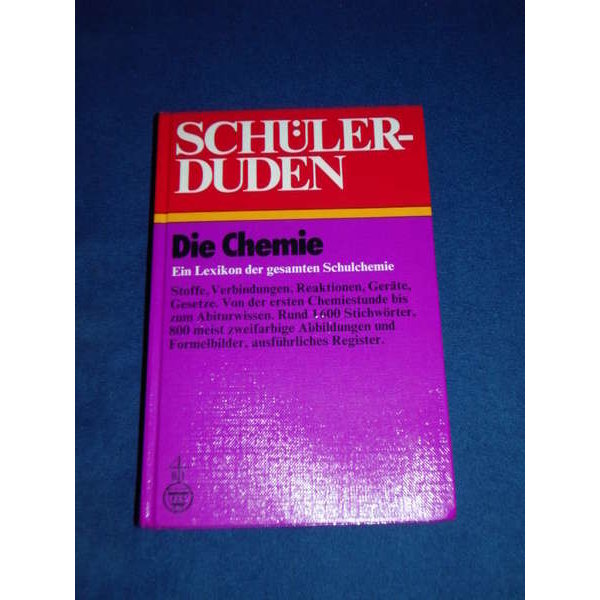 SCHÜLER-
DUDEN
Die Chemie
Ein Lexikon der gesamten Schulchemie
Stoffe, Verbindungen, Reaktionen, Geräte,
Gesetze. Von der ersten Chemiestunde bis
zum Abiturwissen. Rund 1600 Stichwörter,
800 meist zweifarbige Abbildungen und
Formelbilder, ausführliches Register.